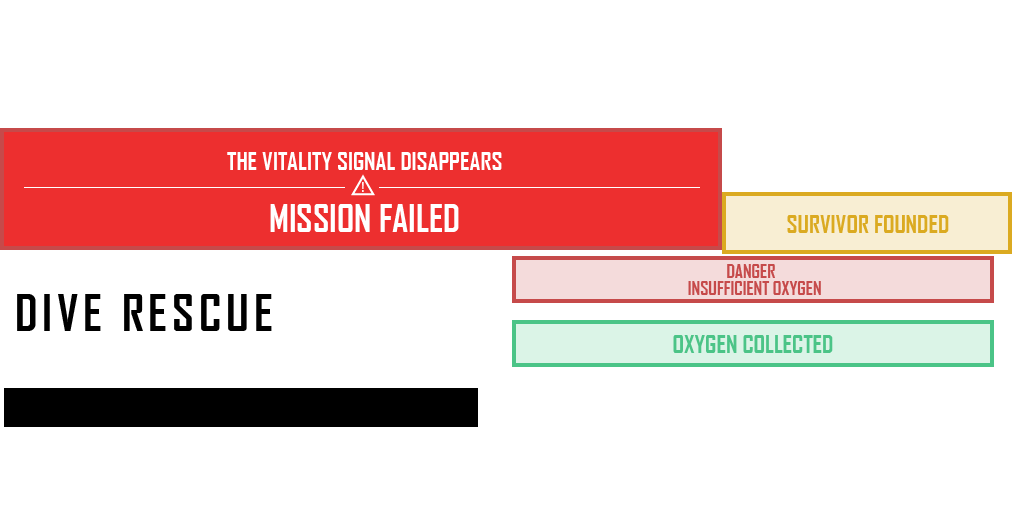 THE VITALITY SIGNAL DISAPPEARS
MISSION FAILED
SURVIVOR FOUNDED
DANGER
INSUFFICIENT OXYGEN
DIVE RESCUE
OXYGEN COLLECTED